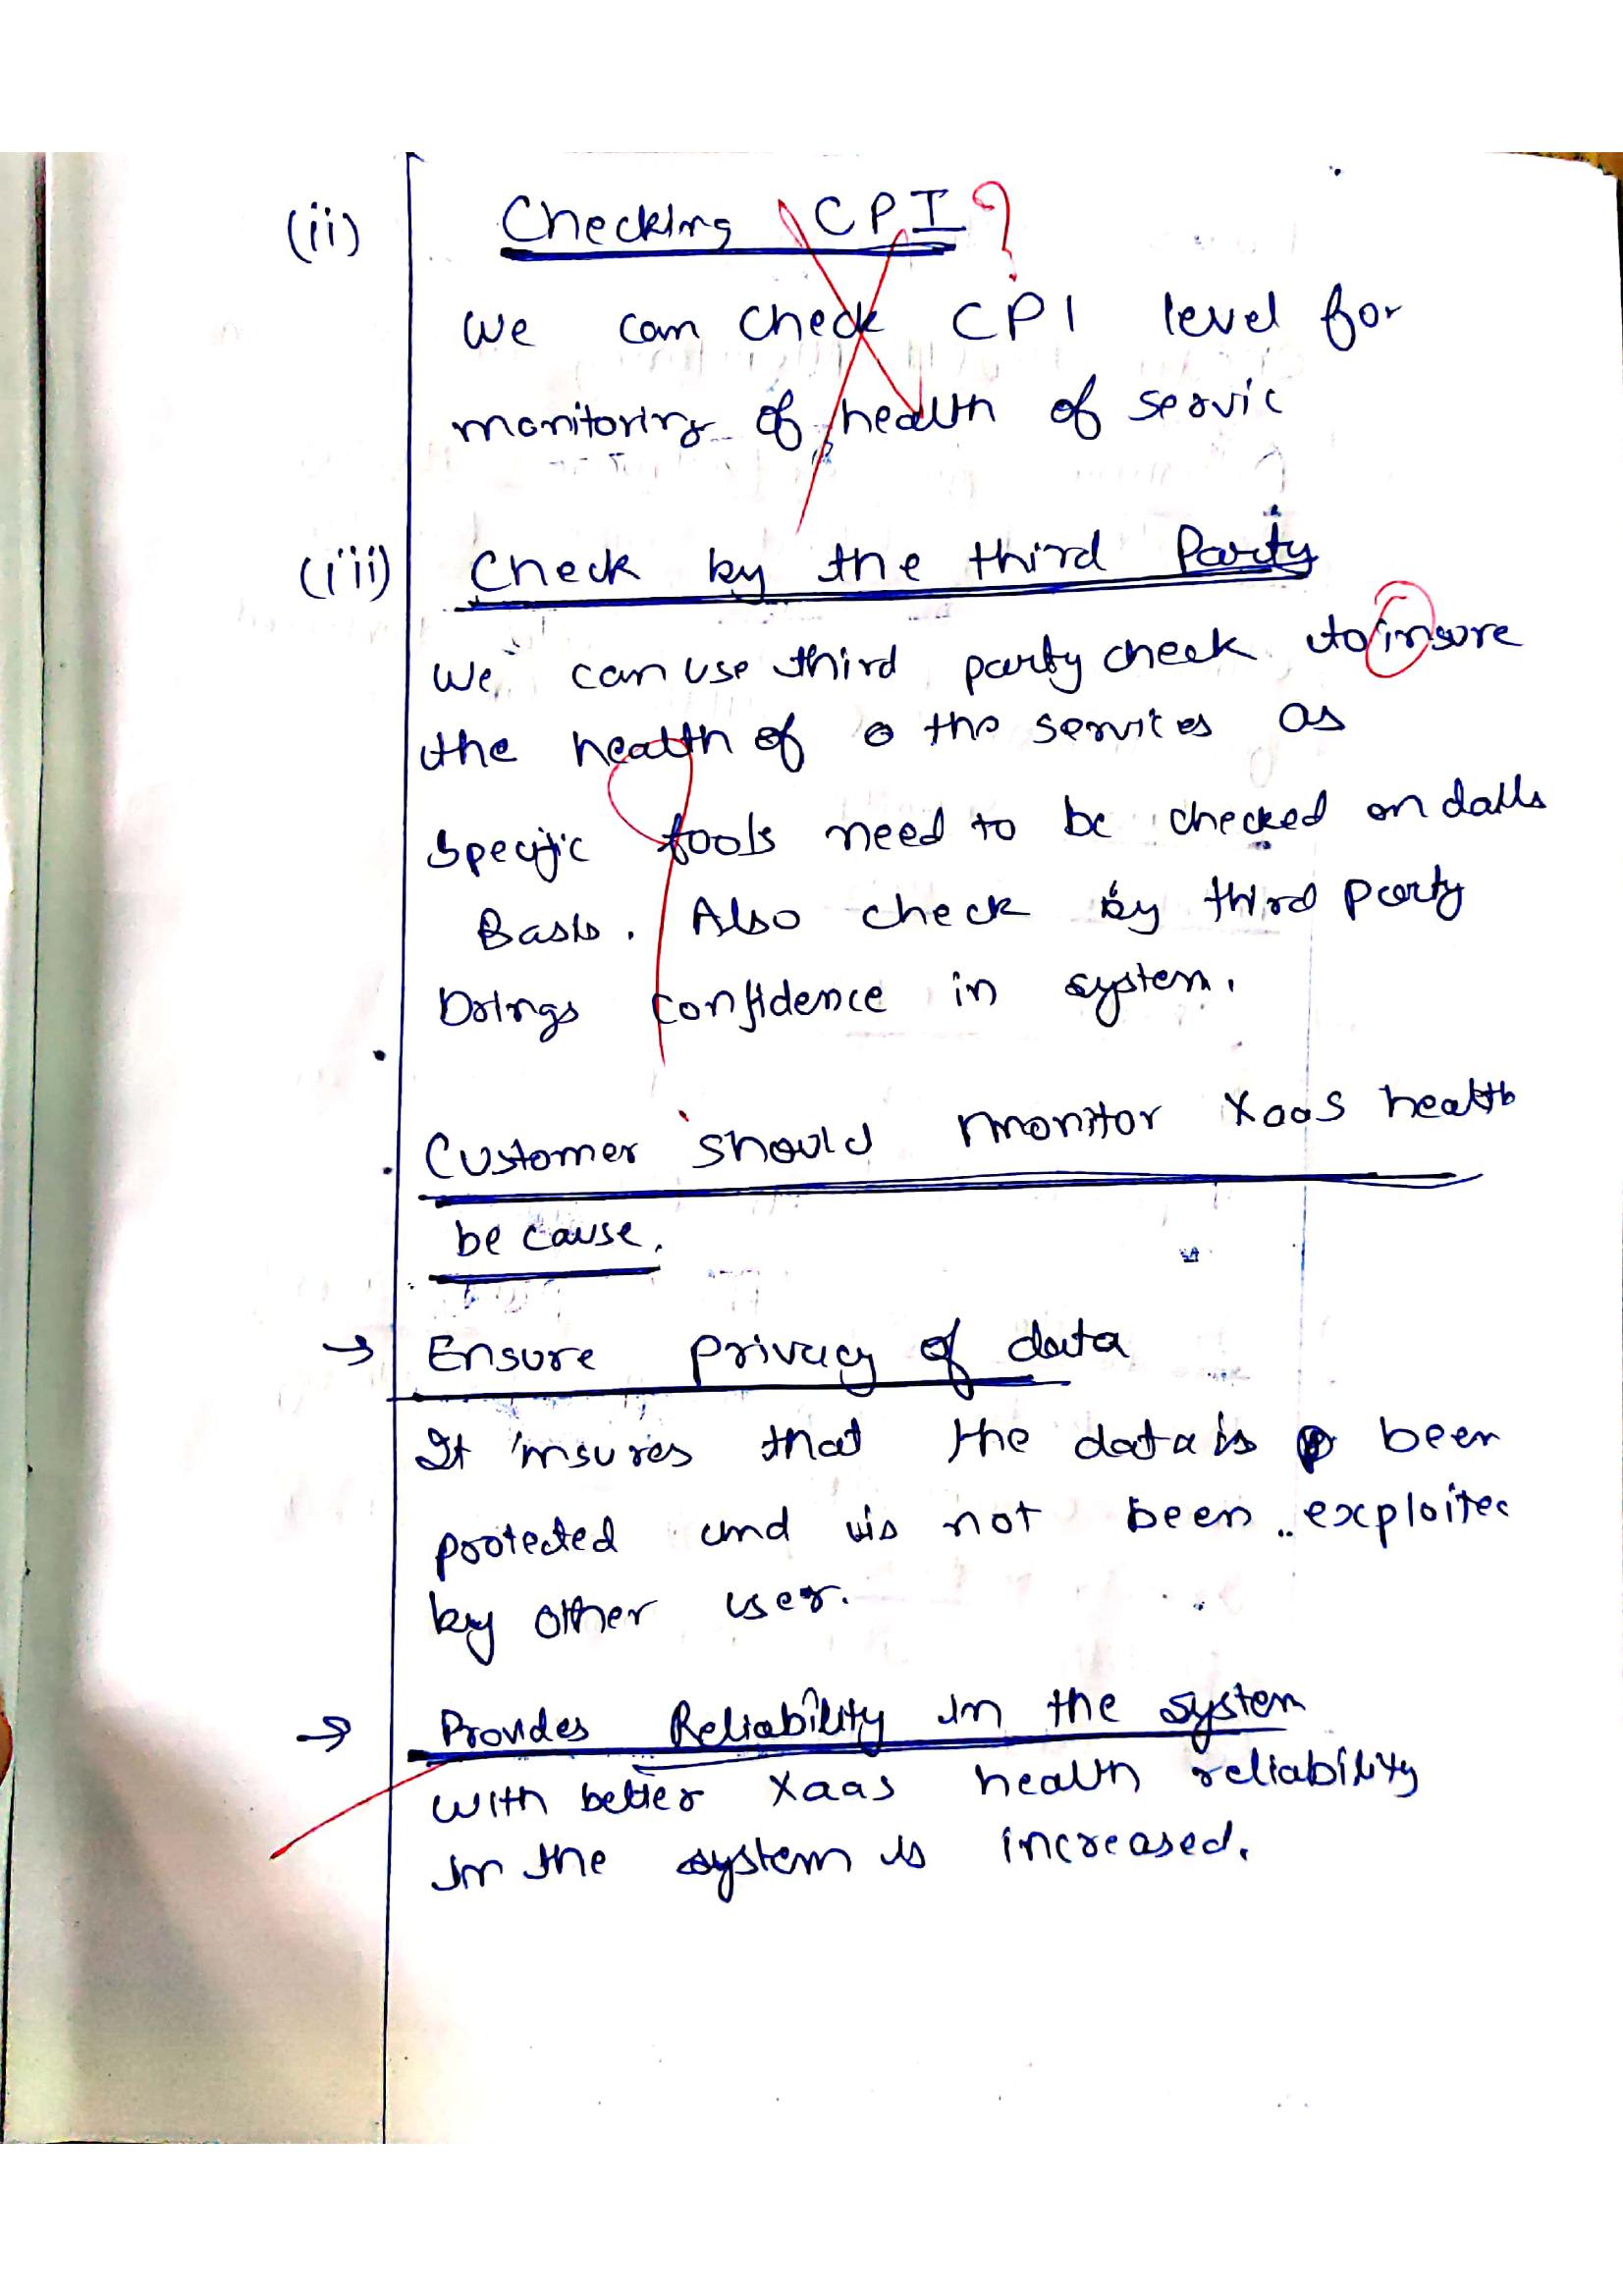 (ii) Checking CPI ?
We can check CPI level for
monitoring of health of servic
(iii) Check by the third Party
We can use third party check to insure
the health of the services as
specific tools need to be checked on
Basis. Also check by third party
Brings confidence in system.
Customer should monitor Xaas health
be cause.
→ Ensure privacy of data
It insures that the data is been
protected and is not been exploited
by other user.
→ Provides Reliability in the system
with better Xaas health reliability
in the system is increased.